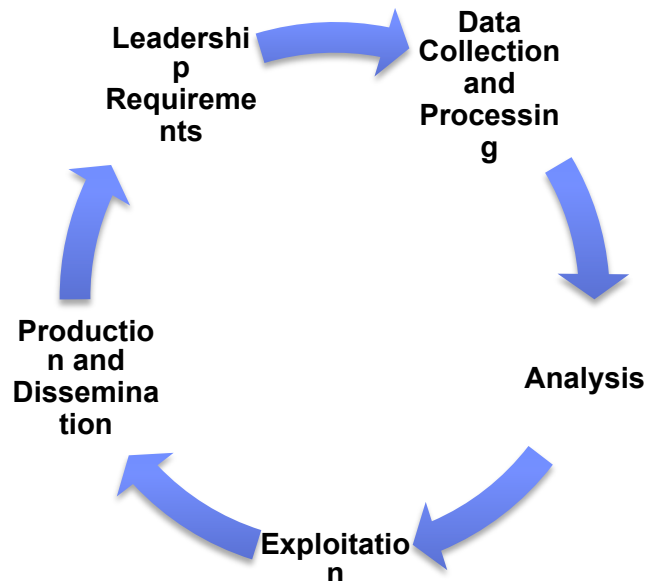 Leadershi
p
Requireme
nts
Data
Collection
and
Processin
g
Analysis
Exploitatio
n
Productio
n and
Dissemina
tion